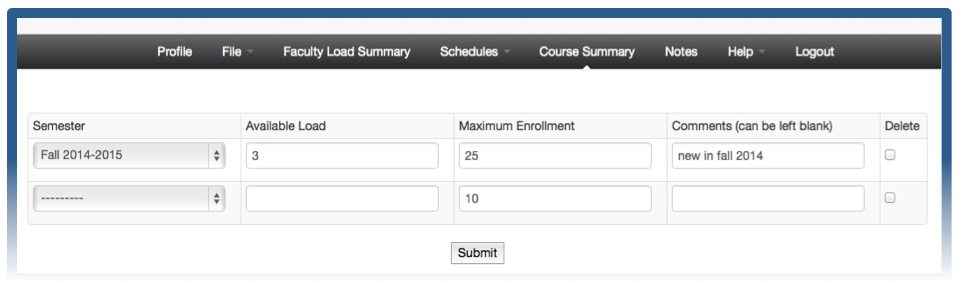 Profile File Faculty Load Summary Schedules Course Summary Notes Help Logout
Semester Available Load Maximum Enrollment Comments (can be left blank) Delete
Fall 2014-2015 3 25 new in fall 2014
--------- 10
Submit